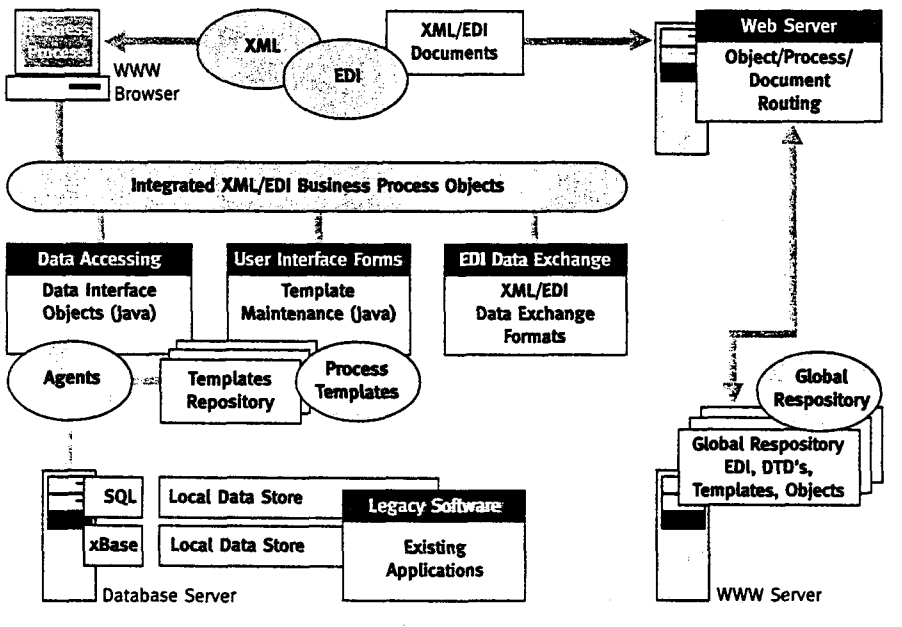 XML
EDI
XML/EDI
Documents
WWW
Browser
Web Server
Object/Process/
Document
Routing
Integrated XML/EDI Business Process Objects
Data Accessing
Data Interface
Objects (Java)
User Interface Forms
Template
Maintenance (Java)
EDI Data Exchange
XML/EDI
Data Exchange
Formats
Agents
Templates
Repository
Process
Templates
Global
Respository
Global Respository
EDI, DTD's,
Templates, Objects
SQL
Local Data Store
xBase
Local Data Store
Legacy Software
Existing
Applications
Database Server
WWW Server